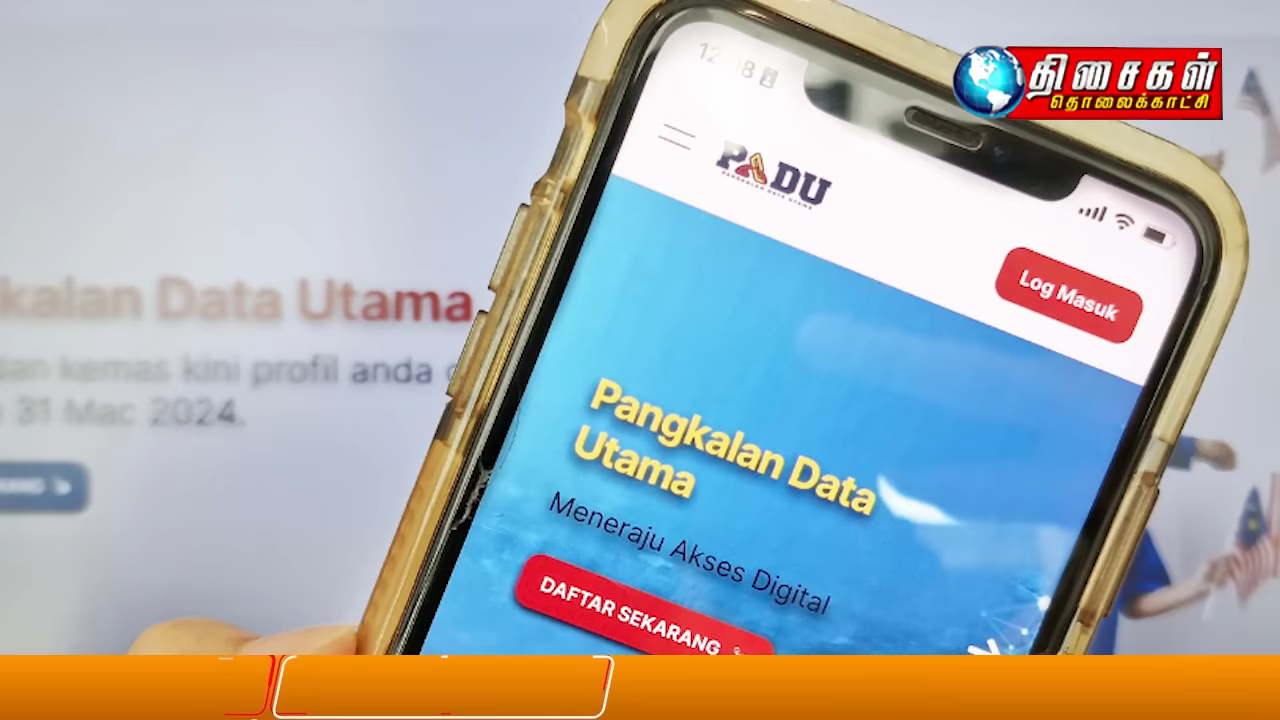 திசைகள்
தொலைக்காட்சி
PADU
PANGKALAN DATA UTAMA
Log Masuk
Pangkalan Data
Utama
Meneraju Akses Digital
DAFTAR SEKARANG
Data Utama
kemas kini profil anda
31 Mac 2024.